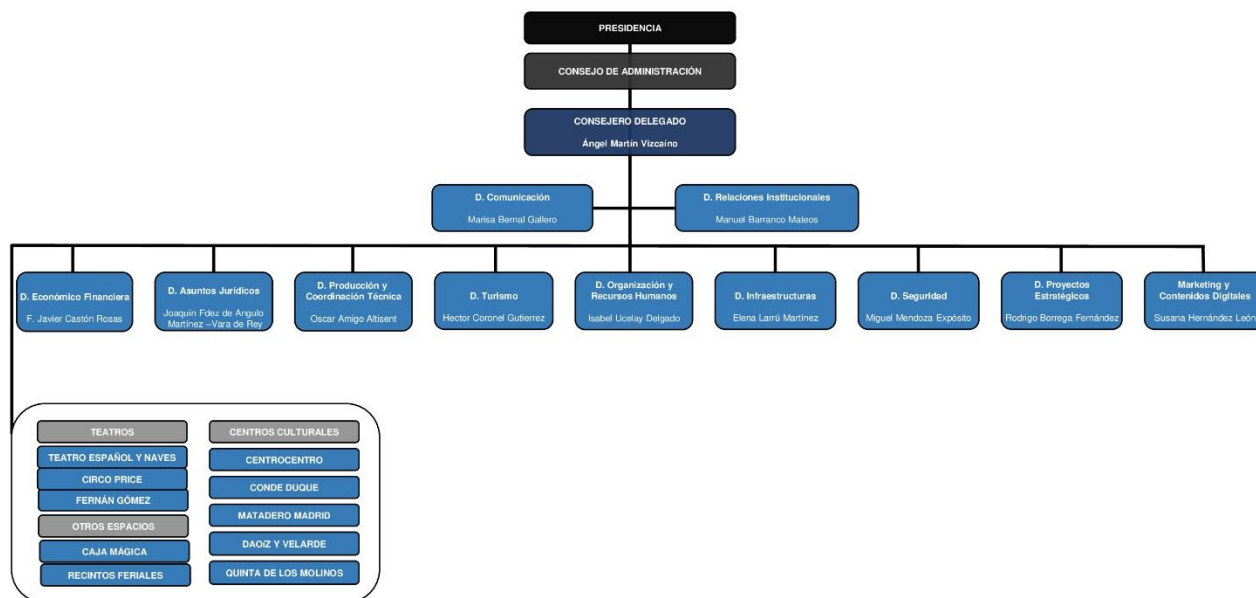 PRESIDENCIA
CONSEJO DE ADMINISTRACIÓN
CONSEJERO DELEGADO
Ángel Martín Vizcaíno
D. Comunicación
Marisa Bernal Gallero
D. Relaciones Institucionales
Manuel Barranco Mateos
D. Económico Financiera
F. Javier Castón Rosas
D. Asuntos Jurídicos
Joaquín Fdez de Angulo
Martínez –Vara de Rey
D. Producción y
Coordinación Técnica
Oscar Amigo Altisent
D. Turismo
Hector Coronel Gutierrez
D. Organización y
Recursos Humanos
Isabel Ucelay Delgado
D. Infraestructuras
Elena Larrú Martínez
D. Seguridad
Miguel Mendoza Expósito
D. Proyectos
Estratégicos
Rodrigo Borrega Fernández
Marketing y
Contenidos Digitales
Susana Hernández León
TEATROS
TEATRO ESPAÑOL Y NAVES
CIRCO PRICE
FERNÁN GÓMEZ
OTROS ESPACIOS
CAJA MÁGICA
RECINTOS FERIALES
CENTROS CULTURALES
CENTROCENTRO
CONDE DUQUE
MATADERO MADRID
DAOíZ Y VELARDE
QUINTA DE LOS MOLINOS